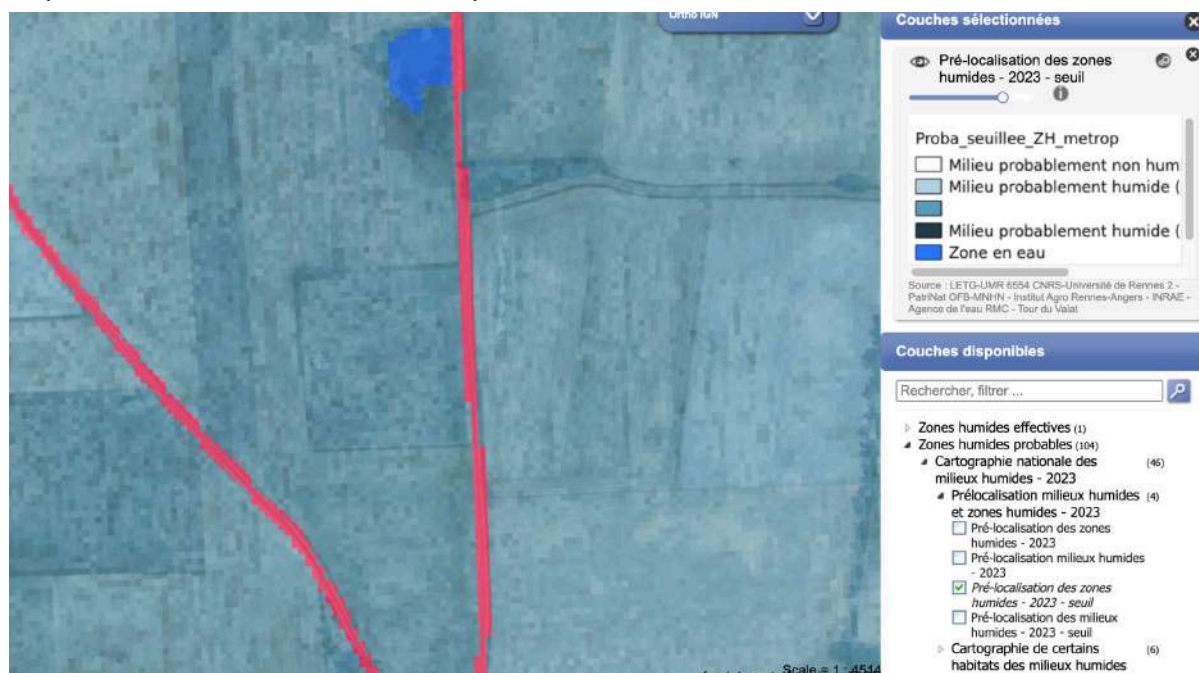 Ortho IGN
Couches sélectionnées
Pré-localisation des zones
humides - 2023 - seuil
Proba_seuillee_ZH_metrop
Milieu probablement non hum
Milieu probablement humide (
Milieu probablement humide (
Zone en eau
Source : LETG-UMR 6554 CNRS-Université de Rennes 2 -
PatriNat OFB-MNHN - Institut Agro Rennes-Angers - INRAE -
Agence de l'eau RMC - Tour du Valat
Couches disponibles
Rechercher, filtrer ...
Zones humides effectives (1)
Zones humides probables (104)
Cartographie nationale des (46)
milieux humides - 2023
Prélocalisation milieux humides (4)
et zones humides - 2023
Pré-localisation des zones
humides - 2023
Pré-localisation milieux humides
- 2023
Pré-localisation des zones
humides - 2023 - seuil
Pré-localisation des milieux
humides - 2023 - seuil
Cartographie de certains (6)
habitats des milieux humides
Scale = 1 : 4514